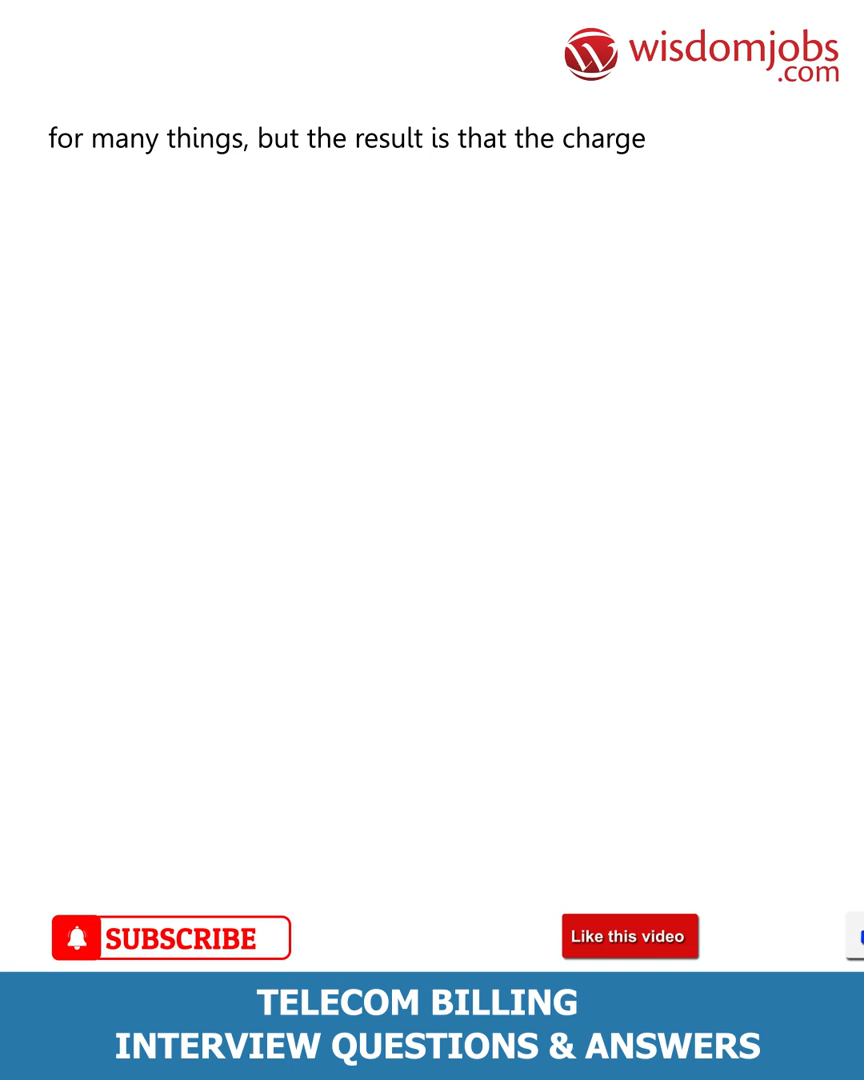 wisdomjobs
.com
for many things, but the result is that the charge
SUBSCRIBE
Like this video
TELECOM BILLING
INTERVIEW QUESTIONS & ANSWERS